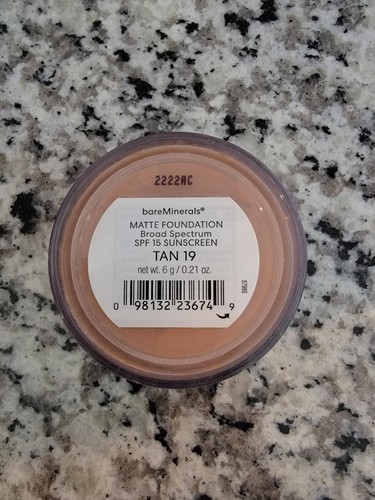 2222AC
bareMinerals®
MATTE FOUNDATION
Broad Spectrum
SPF 15 SUNSCREEN
TAN 19
net wt. 6 g / 0.21 oz.
57985
0 98132 23674 9